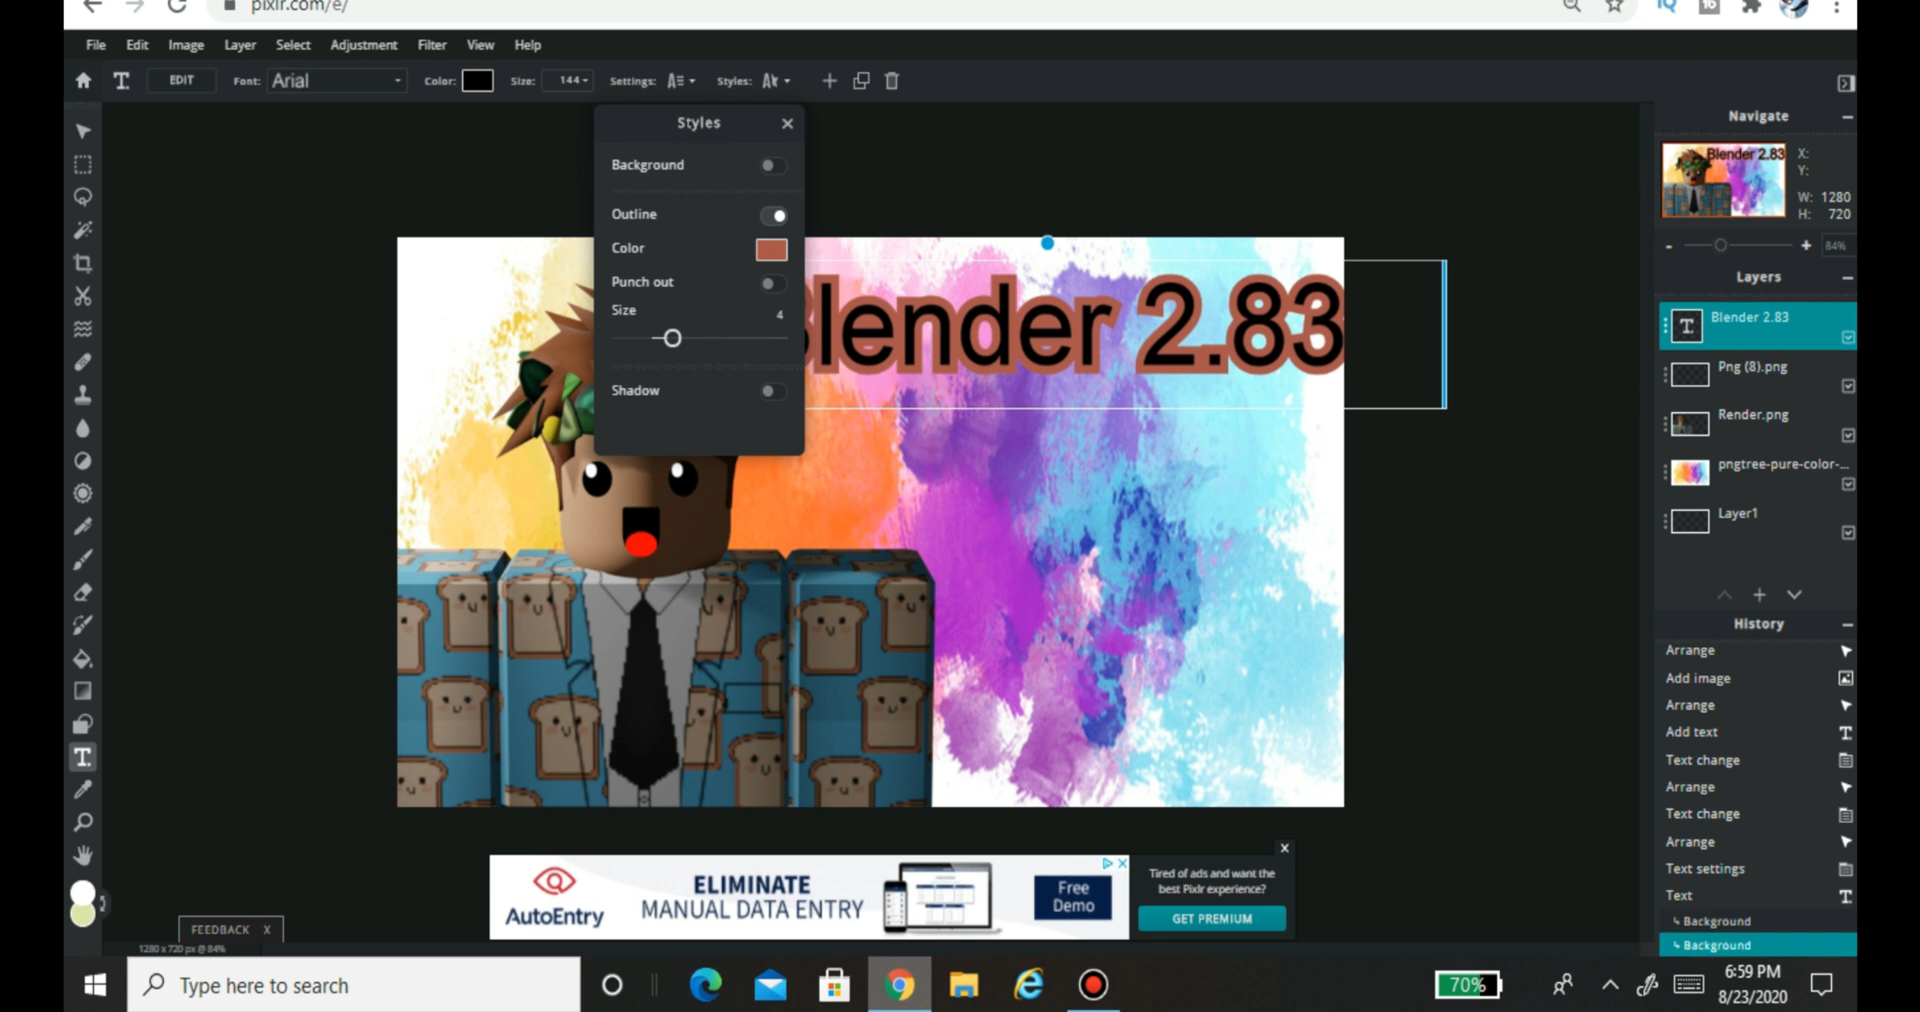 pixlr.com/e/
File Edit Image Layer Select Adjustment Filter View Help
EDIT Font: Arial Color: Size: 144 Settings: Styles:
Styles
Background
Outline
Color
Punch out
Size
4
Shadow
Blender 2.83
Navigate
Blender 2.83
X:
Y:
W: 1280
H: 720
84%
Layers
Blender 2.83
Png (8).png
Render.png
pngtree-pure-color-...
Layer1
History
Arrange
Add image
Arrange
Add text
Text change
Arrange
Text change
Arrange
Text settings
Text
Background
Background
AutoEntry
ELIMINATE
MANUAL DATA ENTRY
Free
Demo
Tired of ads and want the
best Pixlr experience?
GET PREMIUM
FEEDBACK X
1280 x 720 px @ 84%
Type here to search
70%
6:59 PM
8/23/2020